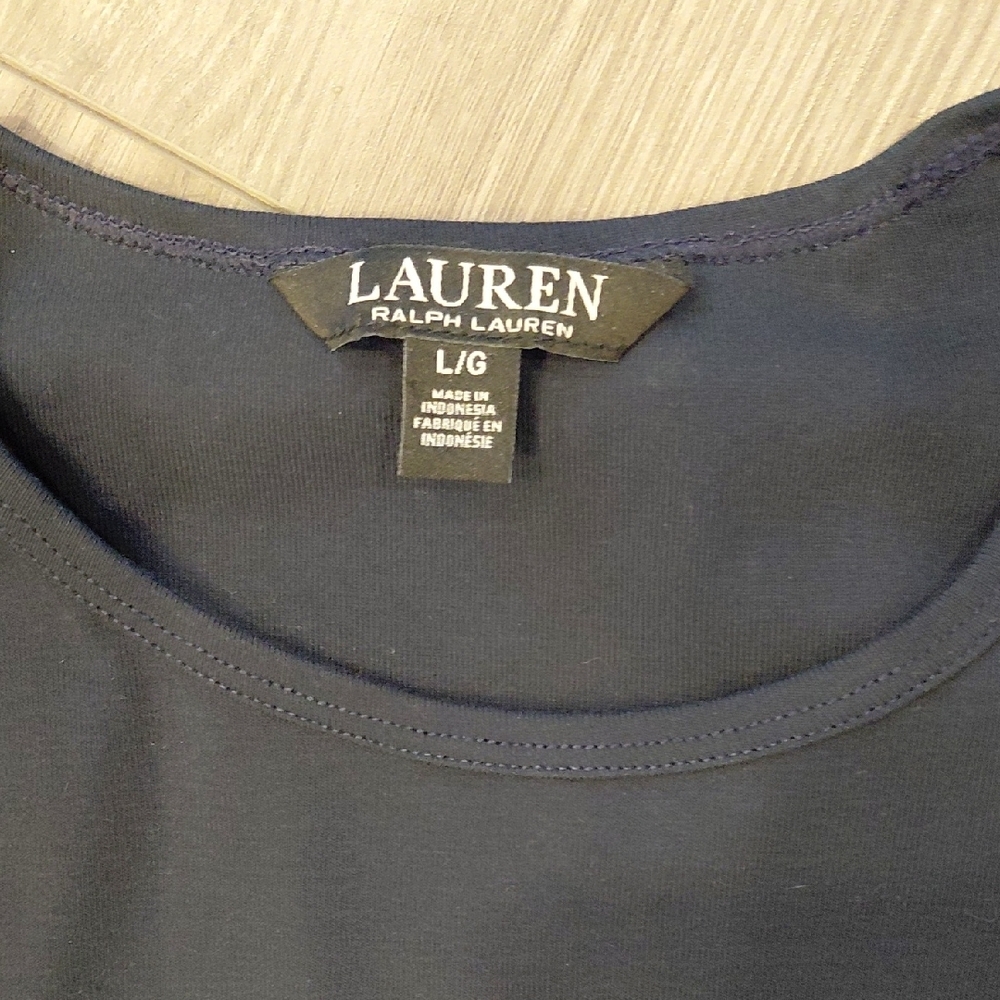 LAUREN
RALPH LAUREN
L/G
MADE IN
INDONESIA
FABRIQUÉ EN
INDONÉSIE